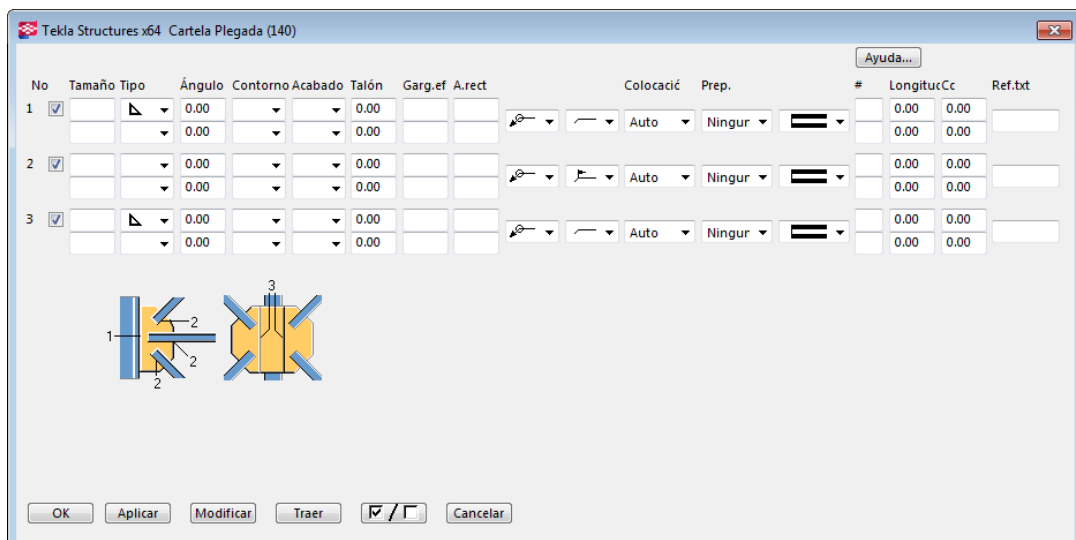 Tekla Structures x64 Cartela Plegada (140)
Ayuda...
No Tamaño Tipo Ángulo Contorno Acabado Talón Garg.ef A.rect Colocació Prep. # Longituc Cc Ref.txt
1 0.00 0.00 0.00 0.00
Auto Ningur
0.00 0.00 0.00 0.00
2 0.00 0.00 0.00 0.00
Auto Ningur
0.00 0.00 0.00 0.00
3 0.00 0.00 0.00 0.00
Auto Ningur
0.00 0.00 0.00 0.00
3
2
1
2
2
OK Aplicar Modificar Traer / Cancelar